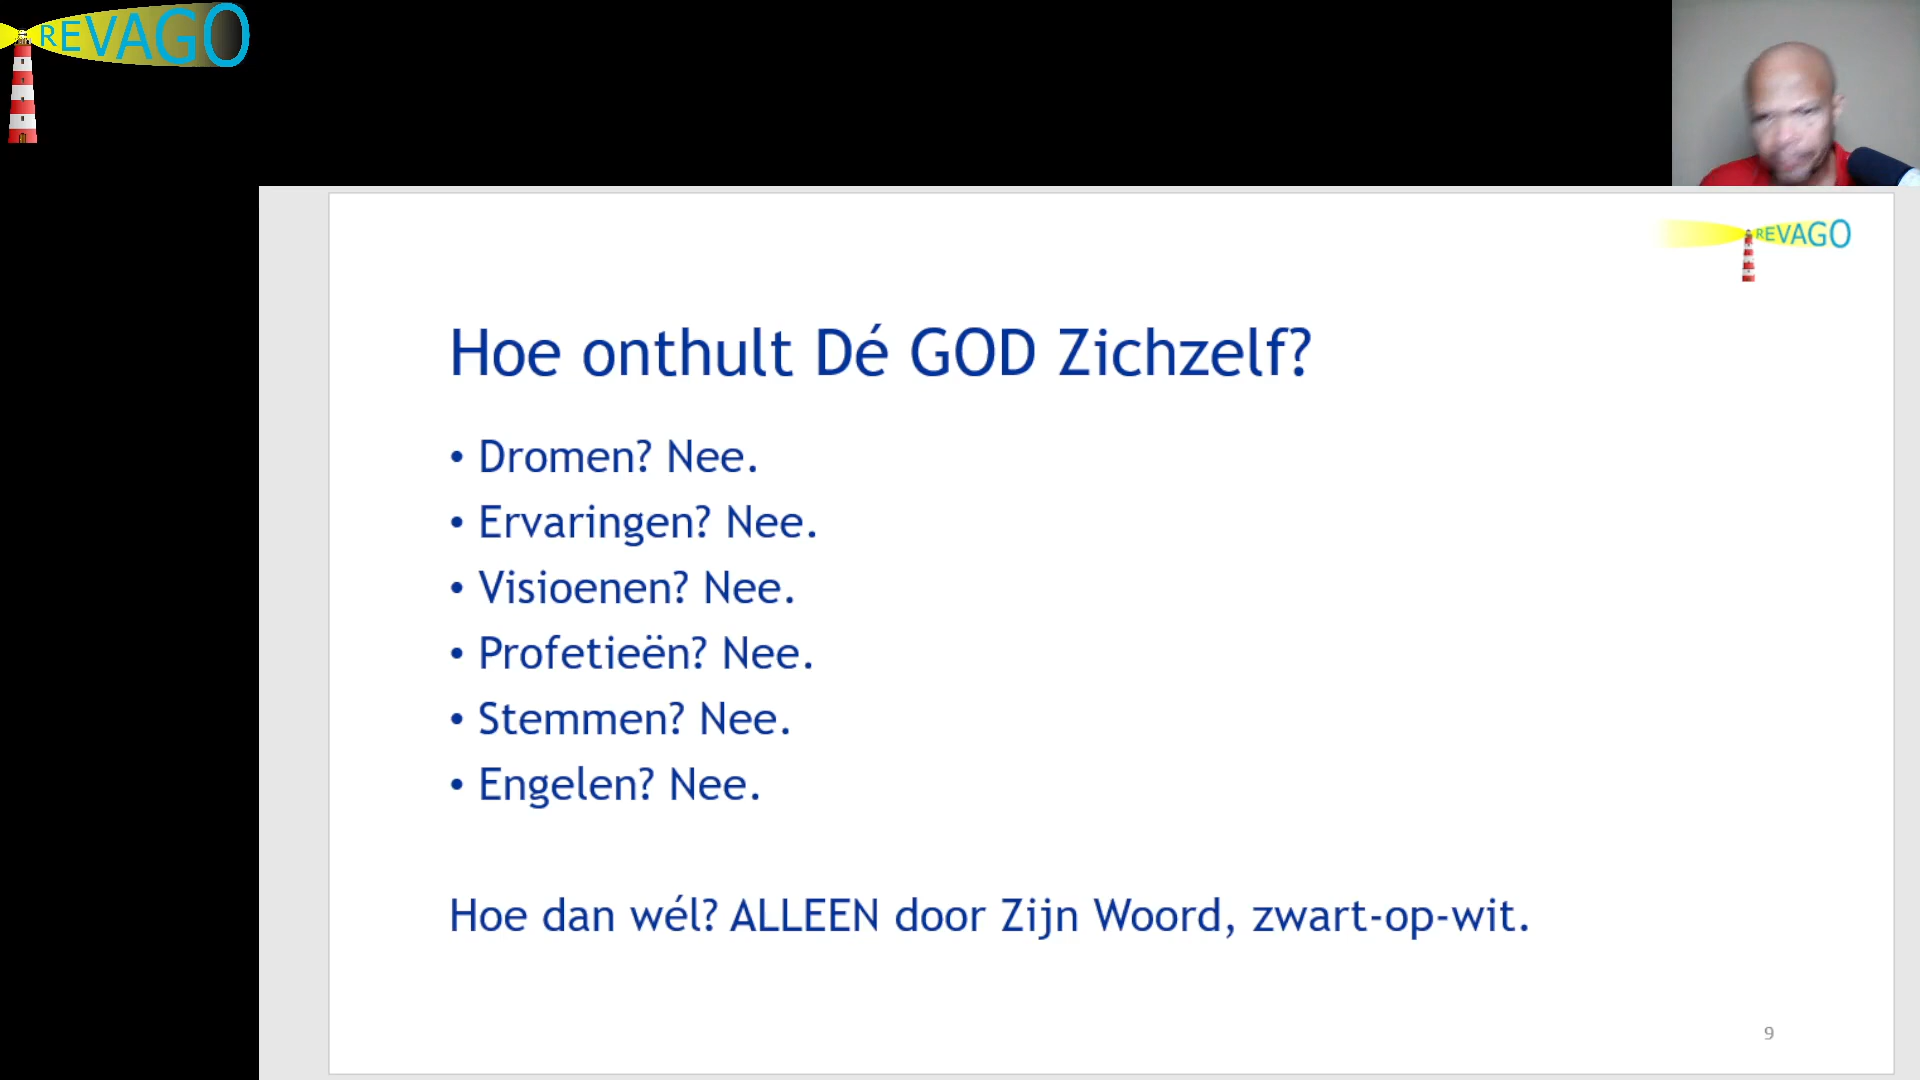 REVAGO
REVAGO
Hoe onthult Dé GOD Zichzelf?
• Dromen? Nee.
• Ervaringen? Nee.
• Visioenen? Nee.
• Profetieën? Nee.
• Stemmen? Nee.
• Engelen? Nee.
Hoe dan wél? ALLEEN door Zijn Woord, zwart-op-wit.
9